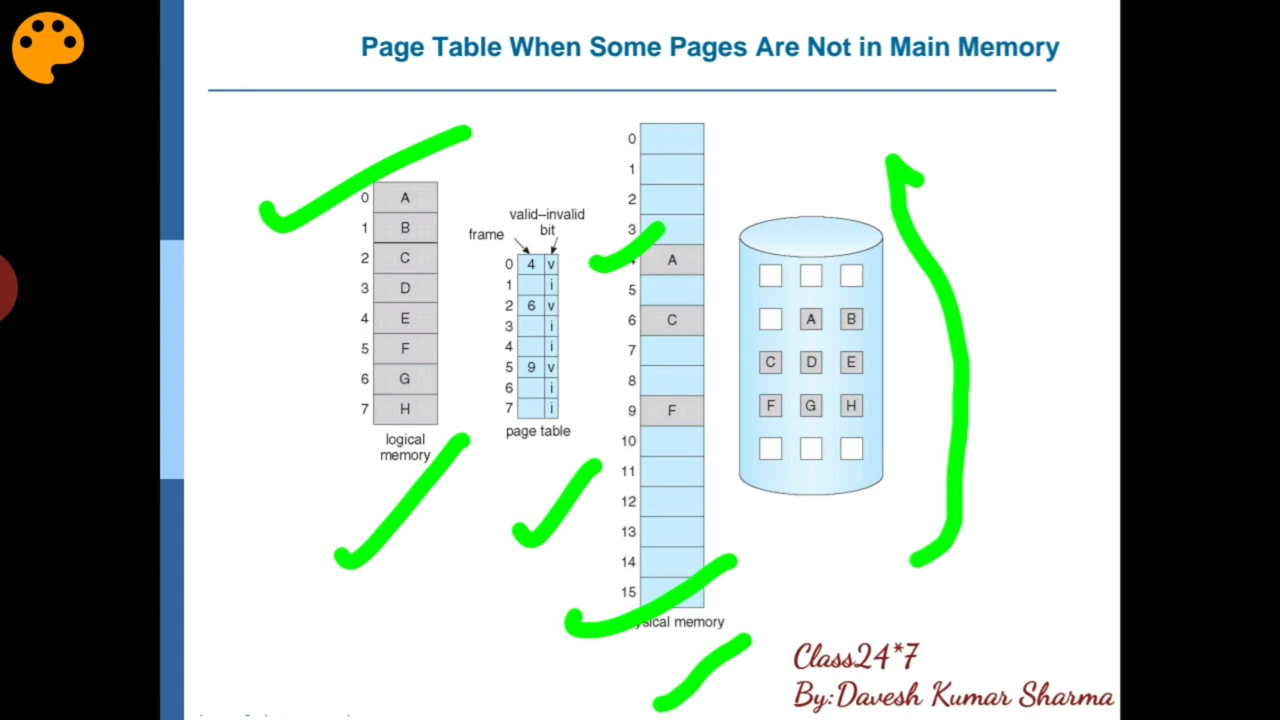 Page Table When Some Pages Are Not in Main Memory
0 A
1 B
2 C
3 D
4 E
5 F
6 G
7 H
logical
memory
valid–invalid
bit
frame
0 4 v
1 i
2 6 v
3 i
4 i
5 9 v
6 i
7 i
page table
0
1
2
3
A
5
6 C
7
8
9 F
10
11
12
13
14
15
memory
A B
C D E
F G H
Class24*7
By:Davesh Kumar Sharma